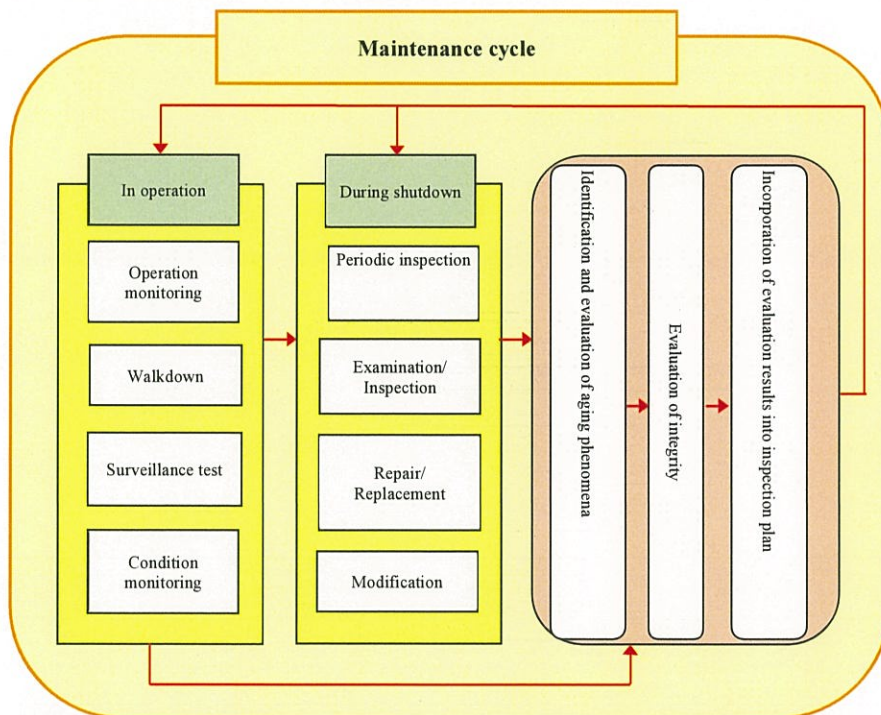 Maintenance cycle
In operation
Operation
monitoring
Walkdown
Surveillance test
Condition
monitoring
During shutdown
Periodic inspection
Examination/
Inspection
Repair/
Replacement
Modification
Identification and evaluation of aging phenomena
Evaluation of integrity
Incorporation of evaluation results into inspection plan